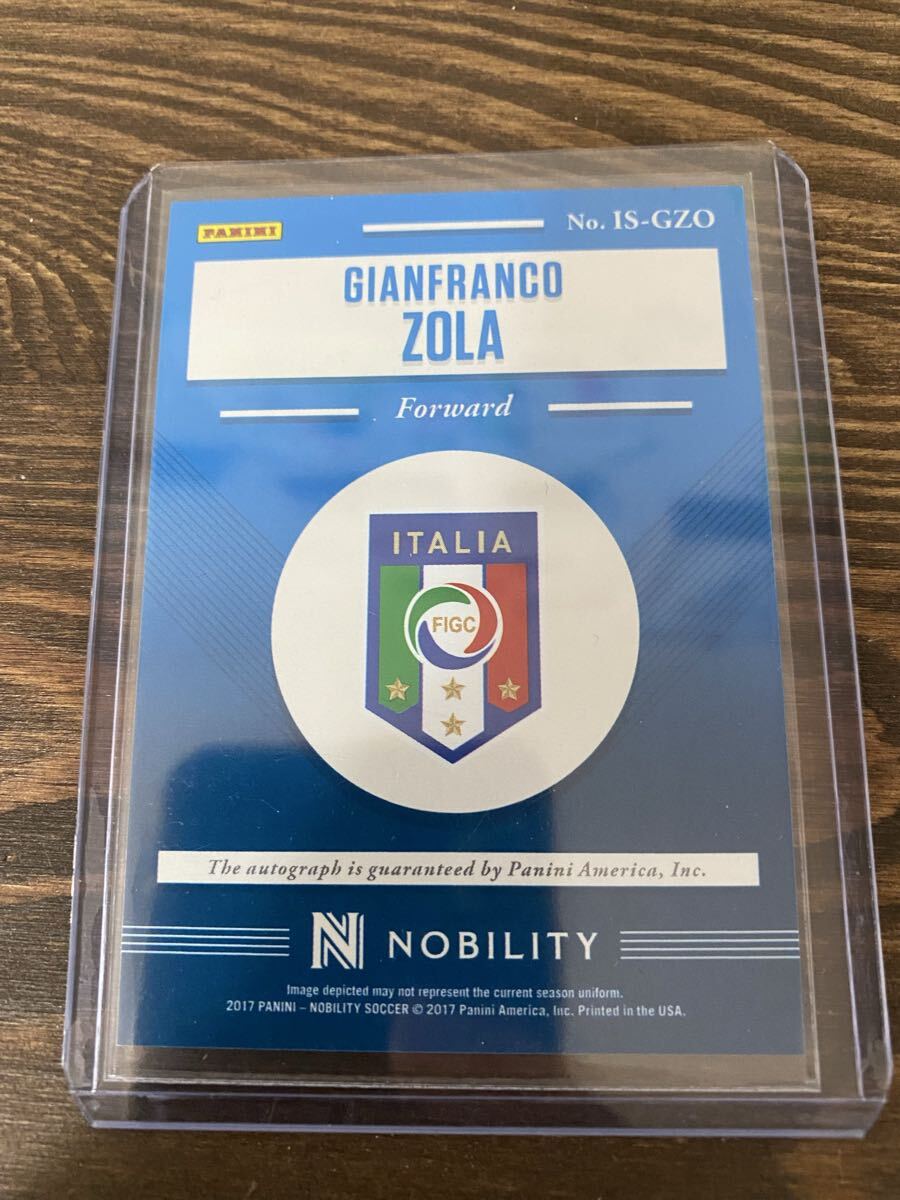 PANINI
No. IS-GZO
GIANFRANCO
ZOLA
Forward
ITALIA
FIGC
The autograph is guaranteed by Panini America, Inc.
N NOBILITY
Image depicted may not represent the current season uniform.
2017 PANINI – NOBILITY SOCCER © 2017 Panini America, Inc. Printed in the USA.